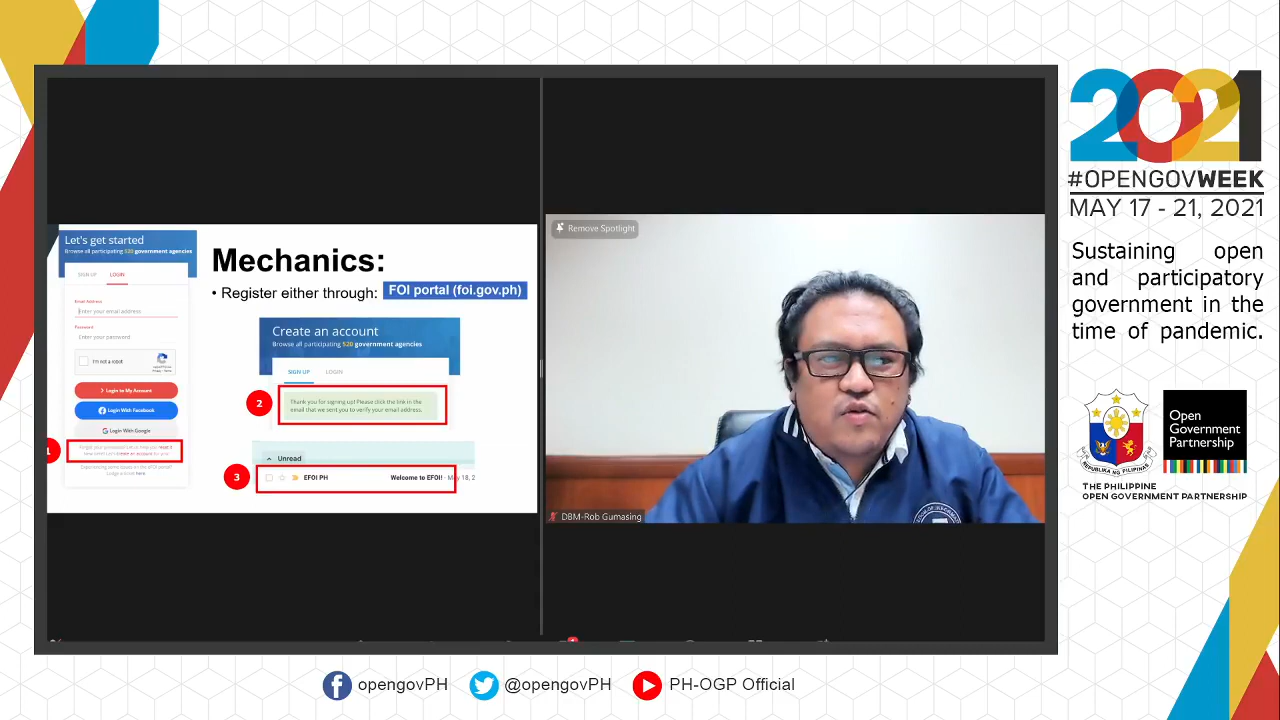 Let's get started
Browse all participating 520 government agencies
SIGN UP LOGIN
Email Address
Enter your email address
Password
Enter your password
I'm not a robot
Login to My Account
Login With Facebook
Login With Google
Mechanics:
• Register either through: FOI portal (foi.gov.ph)
Create an account
Browse all participating 520 government agencies
SIGN UP LOGIN
2
Thank you for signing up! Please click the link in the
email that we sent you to verify your email address.
Unread
3
EFOI PH Welcome to EFOI! - May 18, 2
1
Remove Spotlight
DBM-Rob Gumasing
2021
#OPENGOVWEEK
MAY 17 - 21, 2021
Sustaining open
and participatory
government in the
time of pandemic.
REPUBLIKA NG PILIPINAS
Open
Government
Partnership
THE PHILIPPINE
OPEN GOVERNMENT PARTNERSHIP
opengovPH @opengovPH PH-OGP Official